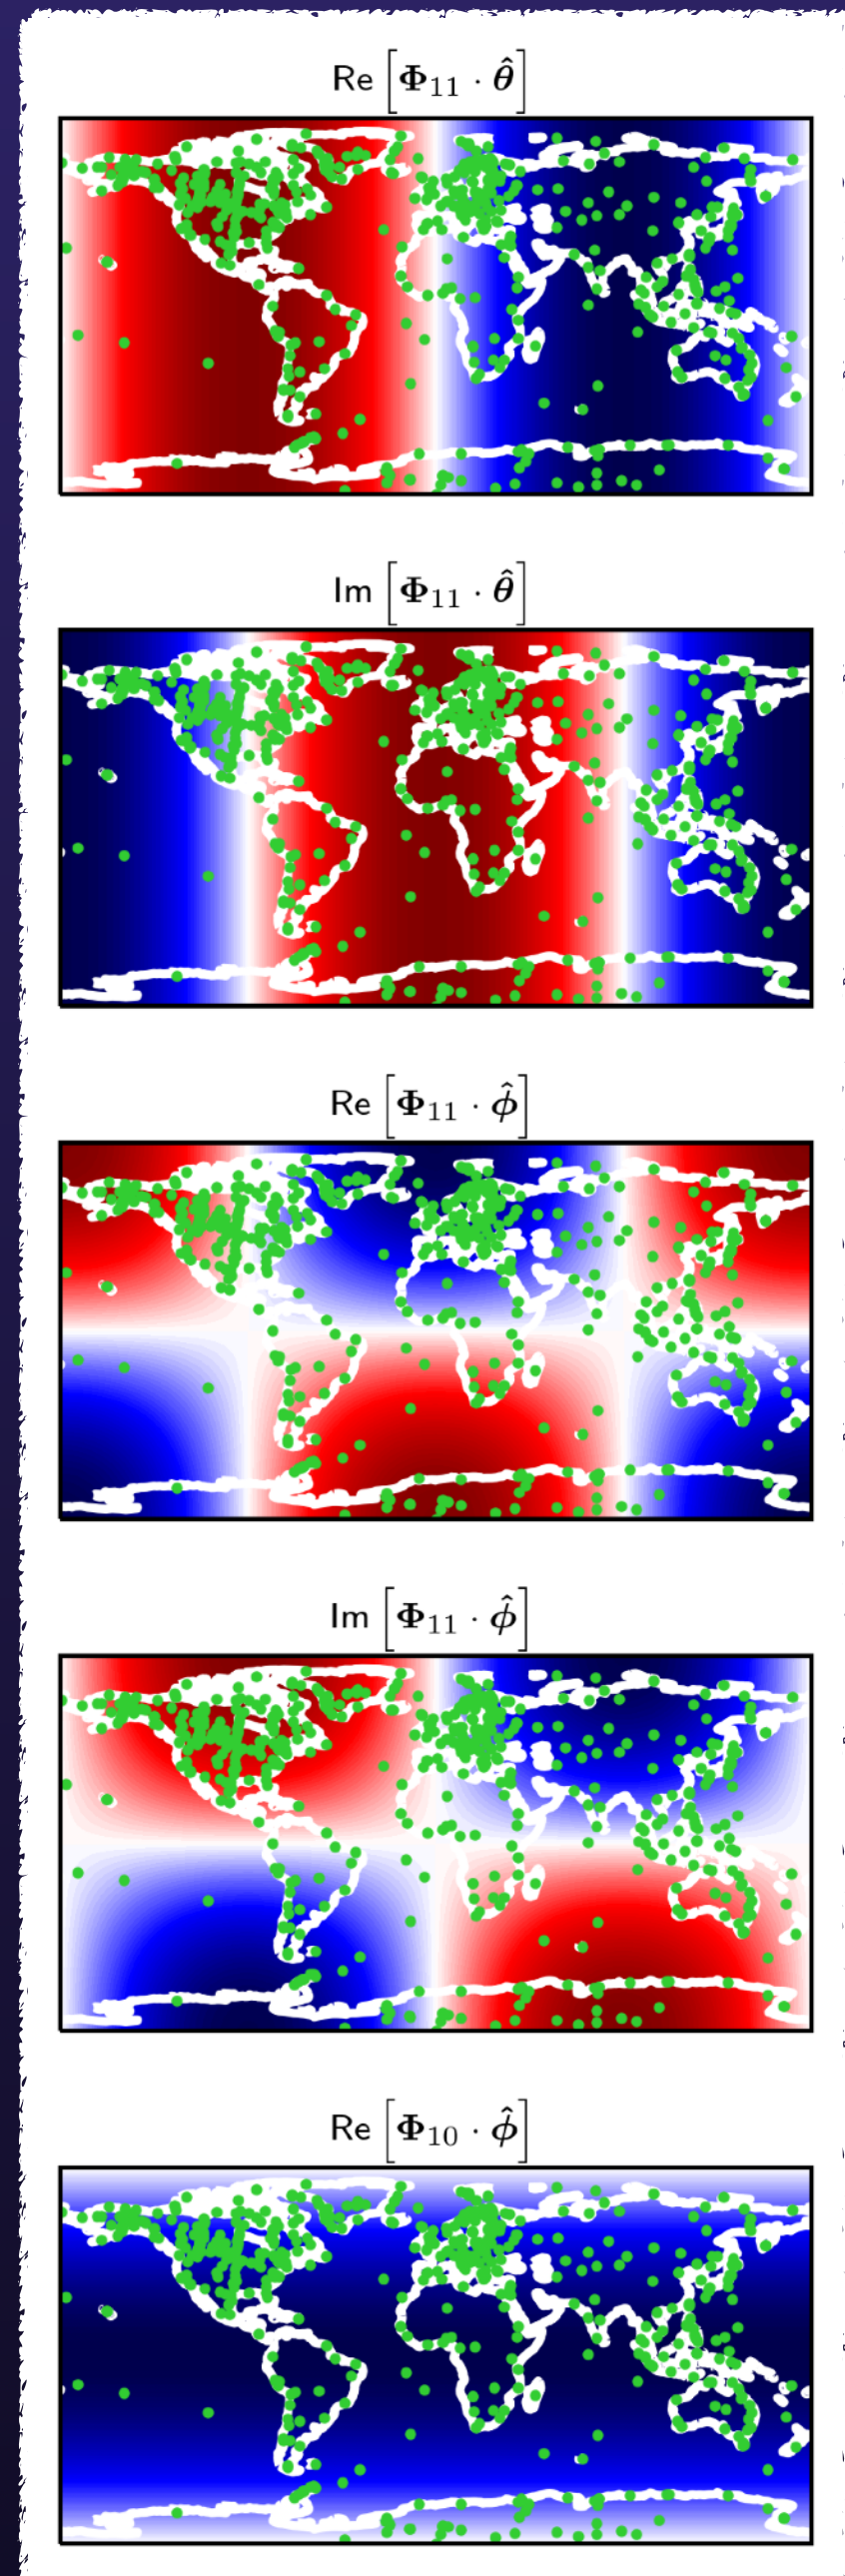 Re [Φ₁₁ · θ̂]
Im [Φ₁₁ · θ̂]
Re [Φ₁₁ · ϕ̂]
Im [Φ₁₁ · ϕ̂]
Re [Φ₁₀ · ϕ̂]